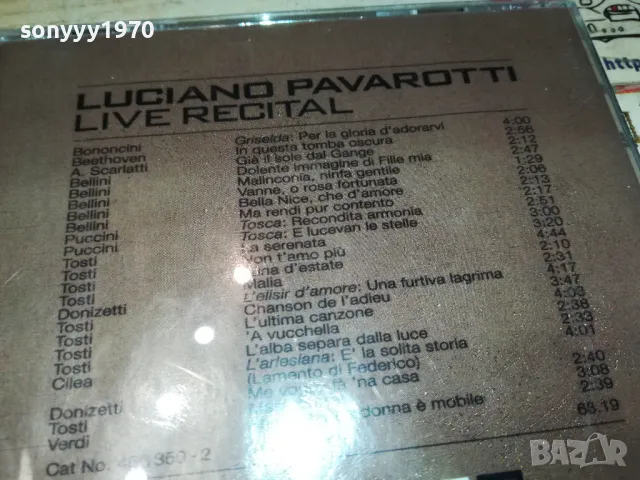 sonyyy1970
http:
LUCIANO PAVAROTTI
LIVE RECITAL
Bononcini Griselda: Per la gloria d'adorarvi 4:00
Beethoven In questa tomba oscura 2:56
A. Scarlatti Già il sole dal Gange 2:12
Bellini Dolente immagine di Fille mia 2:47
Bellini Malinconia, ninfa gentile 1:29
Bellini Vanne, o rosa fortunata 2:06
Bellini Bella Nice, che d'amore 2:13
Bellini Ma rendi pur contento 2:17
Puccini Tosca: Recondita armonia 2:51
Puccini Tosca: E lucevan le stelle 3:00
Tosti La serenata 3:20
Tosti Non t'amo più 4:44
Tosti d'estate 2:10
Tosti Malia 2:31
Donizetti L'elisir d'amore: Una furtiva lagrima 4:17
Tosti Chanson de l'adieu 3:47
Tosti L'ultima canzone 4:03
Tosti 'A vucchella 2:38
Tosti L'alba separa dalla luce 2:33
Cilea L'arlesiana: E' la solita storia 4:01
(Lamento di Federico)
Donizetti Me 'na casa 2:40
Tosti 3:08
Verdi donna è mobile 2:39
68.19
Cat No. 350-2
BAZAR